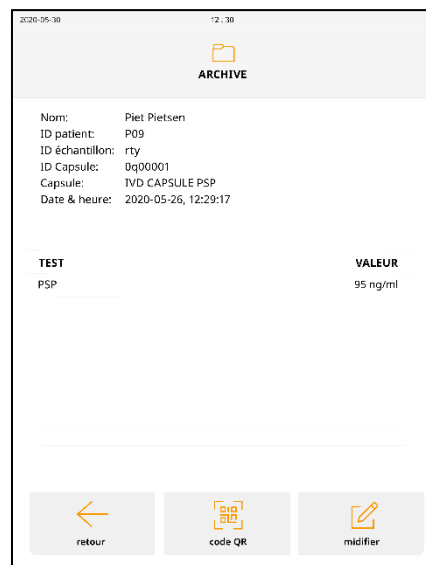 2020-05-30 12:30
ARCHIVE
Nom: Piet Pietsen
ID patient: P09
ID échantillon: rty
ID Capsule: 0q00001
Capsule: IVD CAPSULE PSP
Date & heure: 2020-05-26, 12:29:17
TEST VALEUR
PSP 95 ng/ml
retour code QR midifier